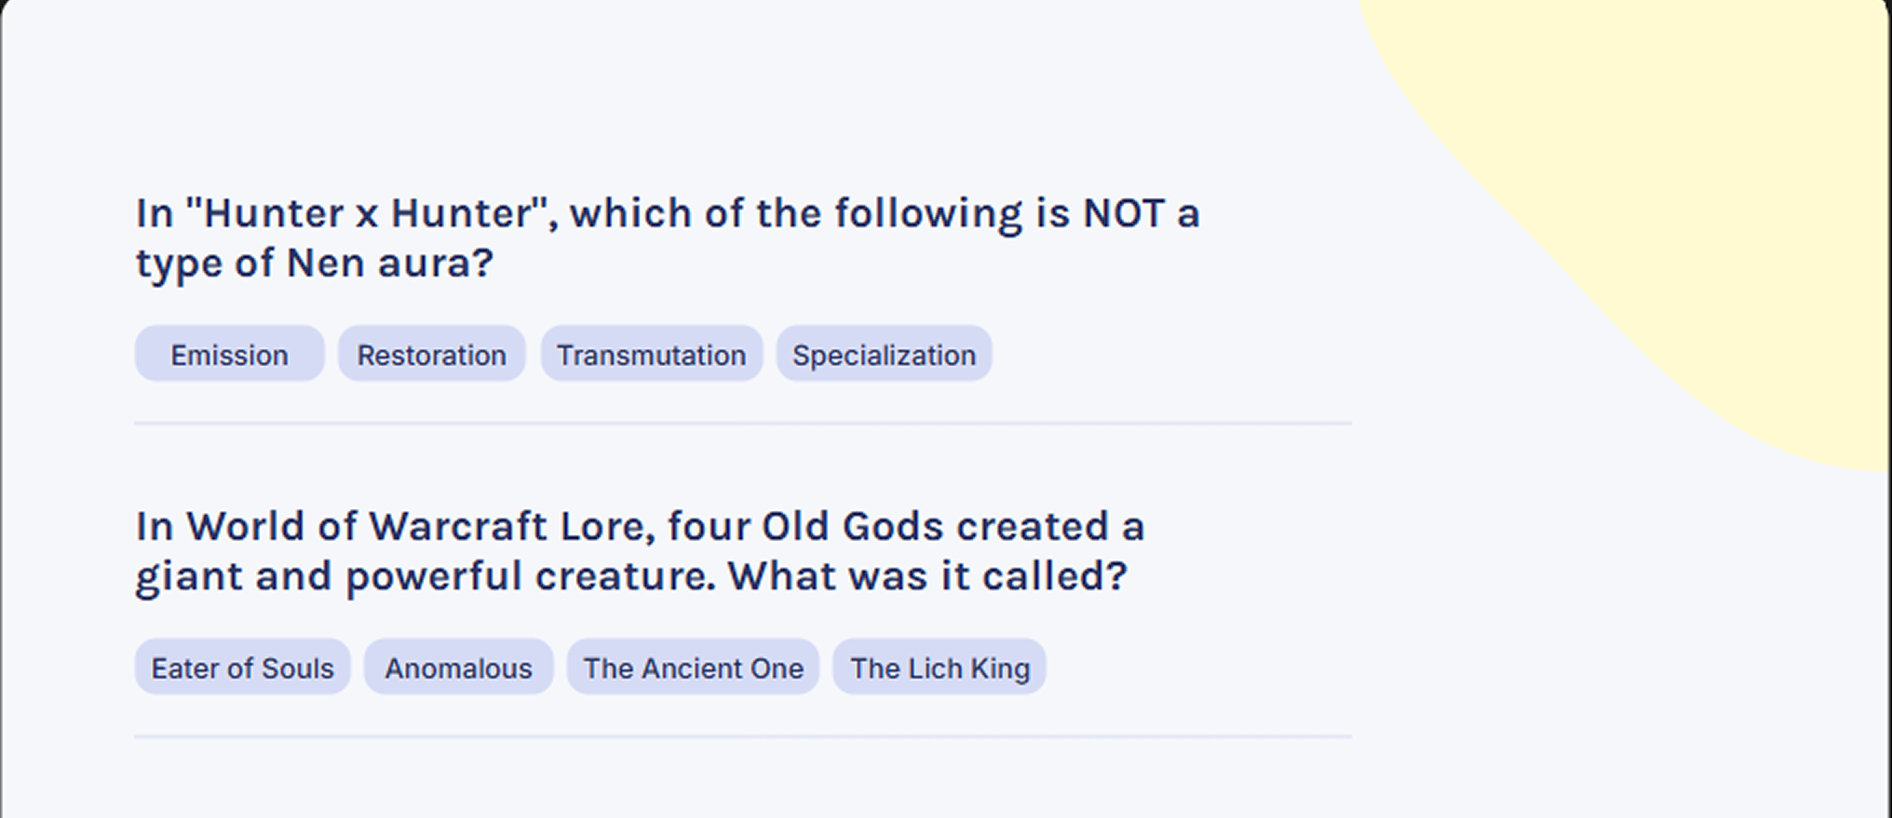 In "Hunter x Hunter", which of the following is NOT a
type of Nen aura?
Emission Restoration Transmutation Specialization
In World of Warcraft Lore, four Old Gods created a
giant and powerful creature. What was it called?
Eater of Souls Anomalous The Ancient One The Lich King